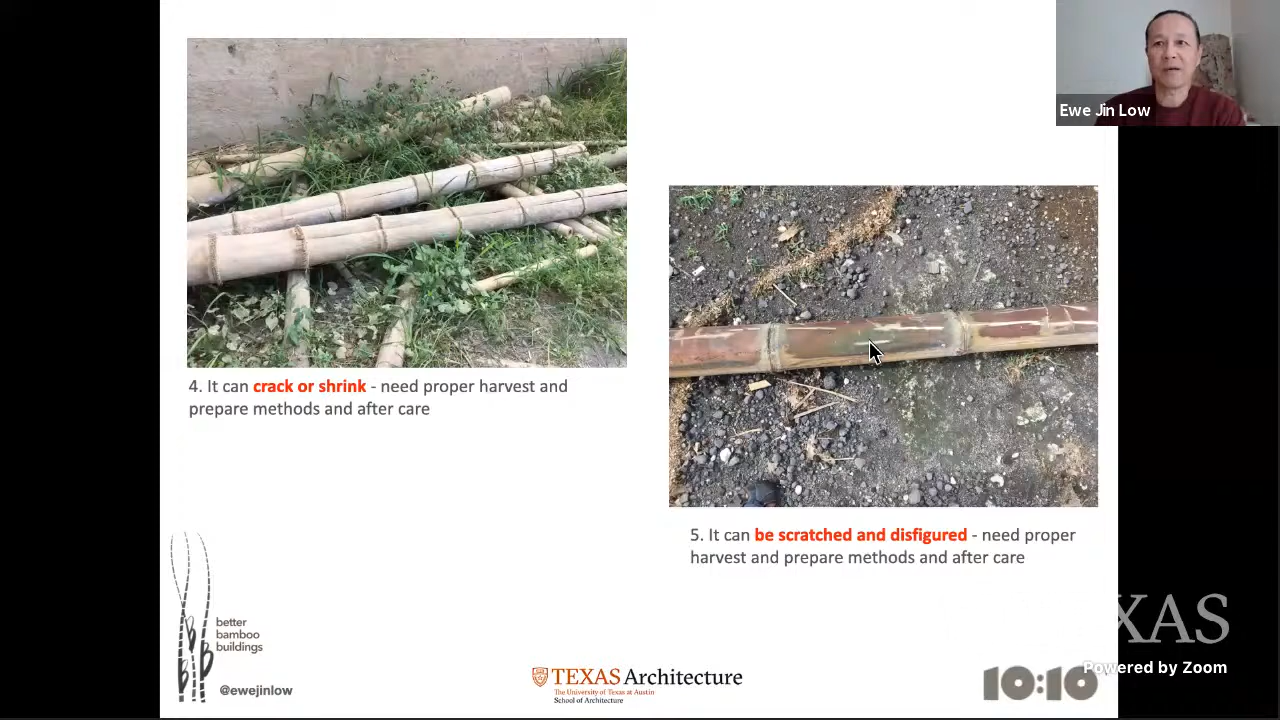 Ewe Jin Low
4. It can crack or shrink - need proper harvest and
prepare methods and after care
5. It can be scratched and disfigured - need proper
harvest and prepare methods and after care
better
bamboo
buildings
@ewejinlow
TEXAS Architecture
The University of Texas at Austin
School of Architecture
10:10
XAS
Powered by Zoom